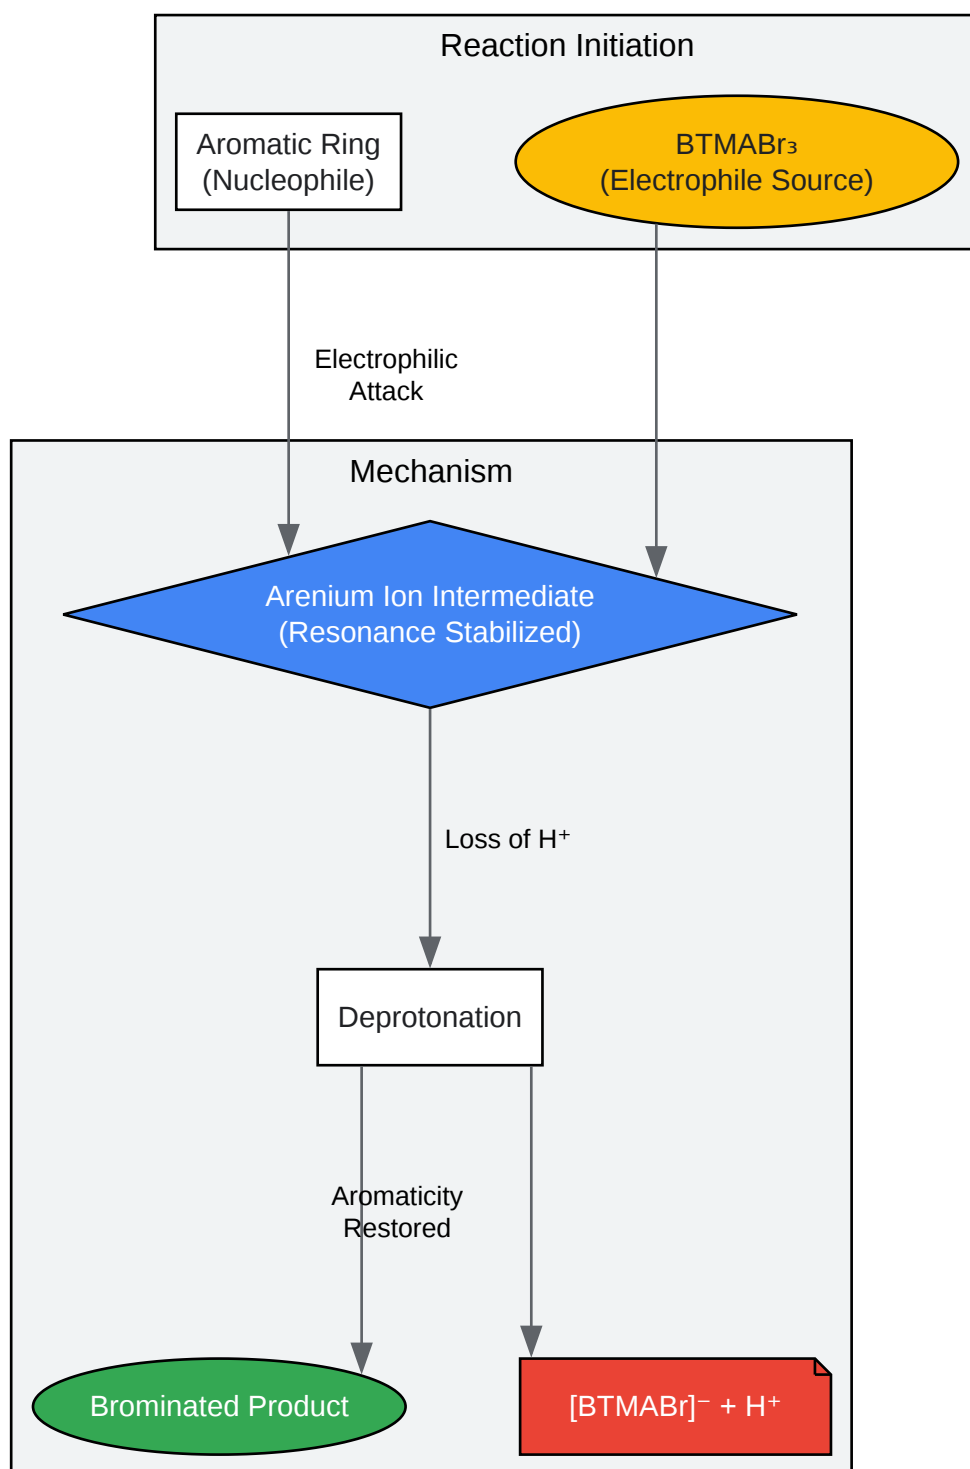 Reaction Initiation
Aromatic Ring
(Nucleophile)
BTMABr₃
(Electrophile Source)
Electrophilic
Attack
Mechanism
Arenium Ion Intermediate
(Resonance Stabilized)
Loss of H⁺
Deprotonation
Aromaticity
Restored
Brominated Product
[BTMABr]⁻ + H⁺